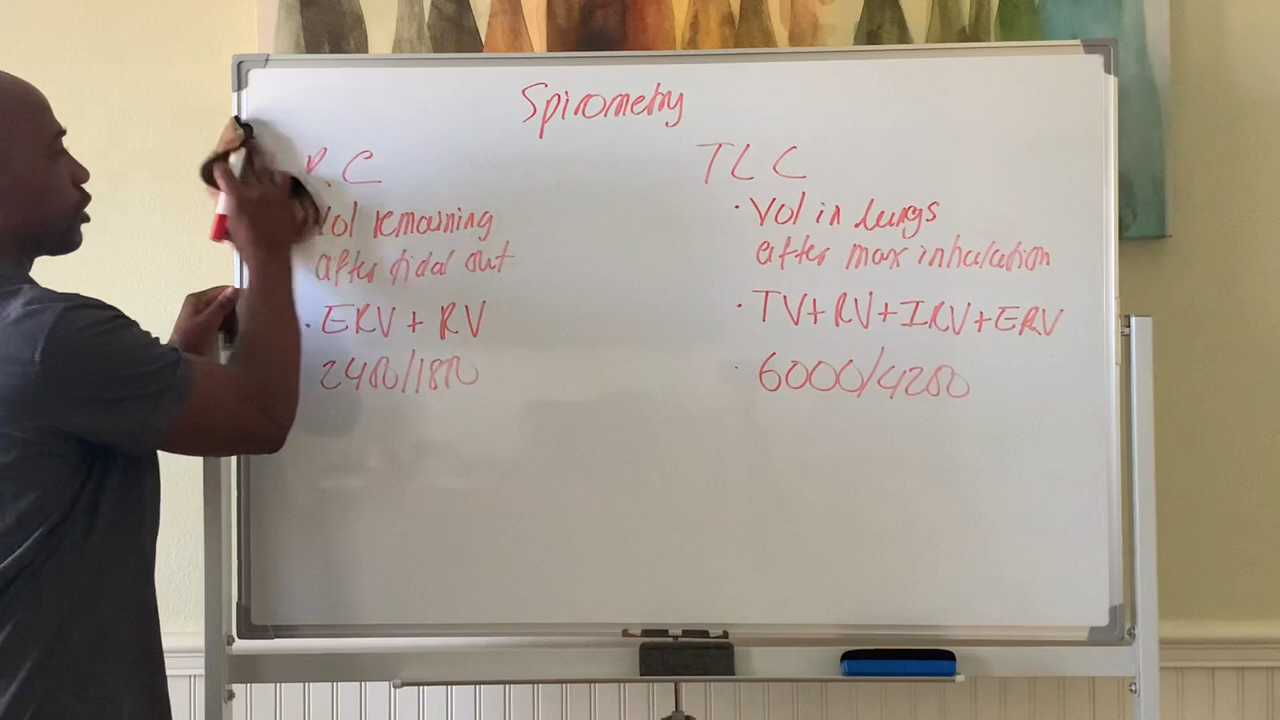 Spirometry
R.C
Vol remaining
after tidal out
· ERV + RV
2400/1800
TLC
· Vol in lungs
after max inhalation
· TV+RV+IRV+ERV
· 6000/4200